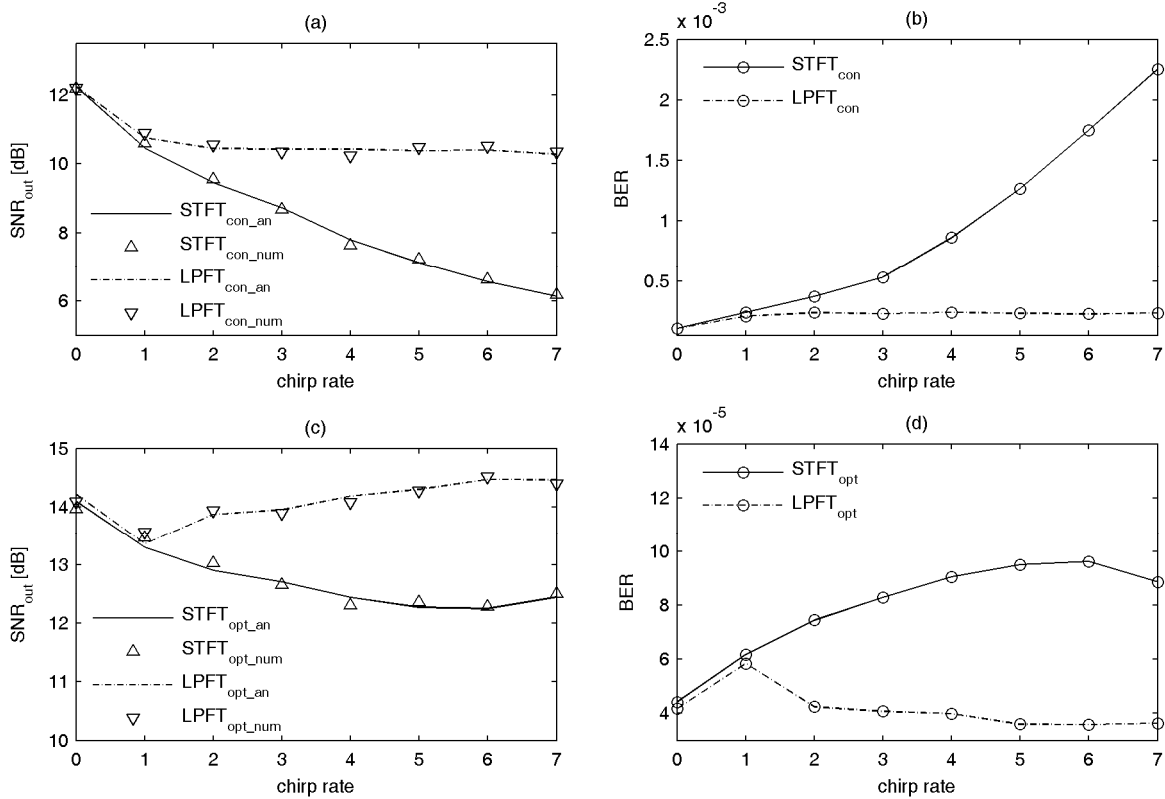 (a)
12
10
8
6
SNR_out [dB]
STFT_con_an
STFT_con_num
LPFT_con_an
LPFT_con_num
0 1 2 3 4 5 6 7
chirp rate
(b)
x 10^-3
2.5
2
1.5
1
0.5
BER
STFT_con
LPFT_con
0 1 2 3 4 5 6 7
chirp rate
(c)
15
14
13
12
11
10
SNR_out [dB]
STFT_opt_an
STFT_opt_num
LPFT_opt_an
LPFT_opt_num
0 1 2 3 4 5 6 7
chirp rate
(d)
x 10^-5
14
12
10
8
6
4
BER
STFT_opt
LPFT_opt
0 1 2 3 4 5 6 7
chirp rate